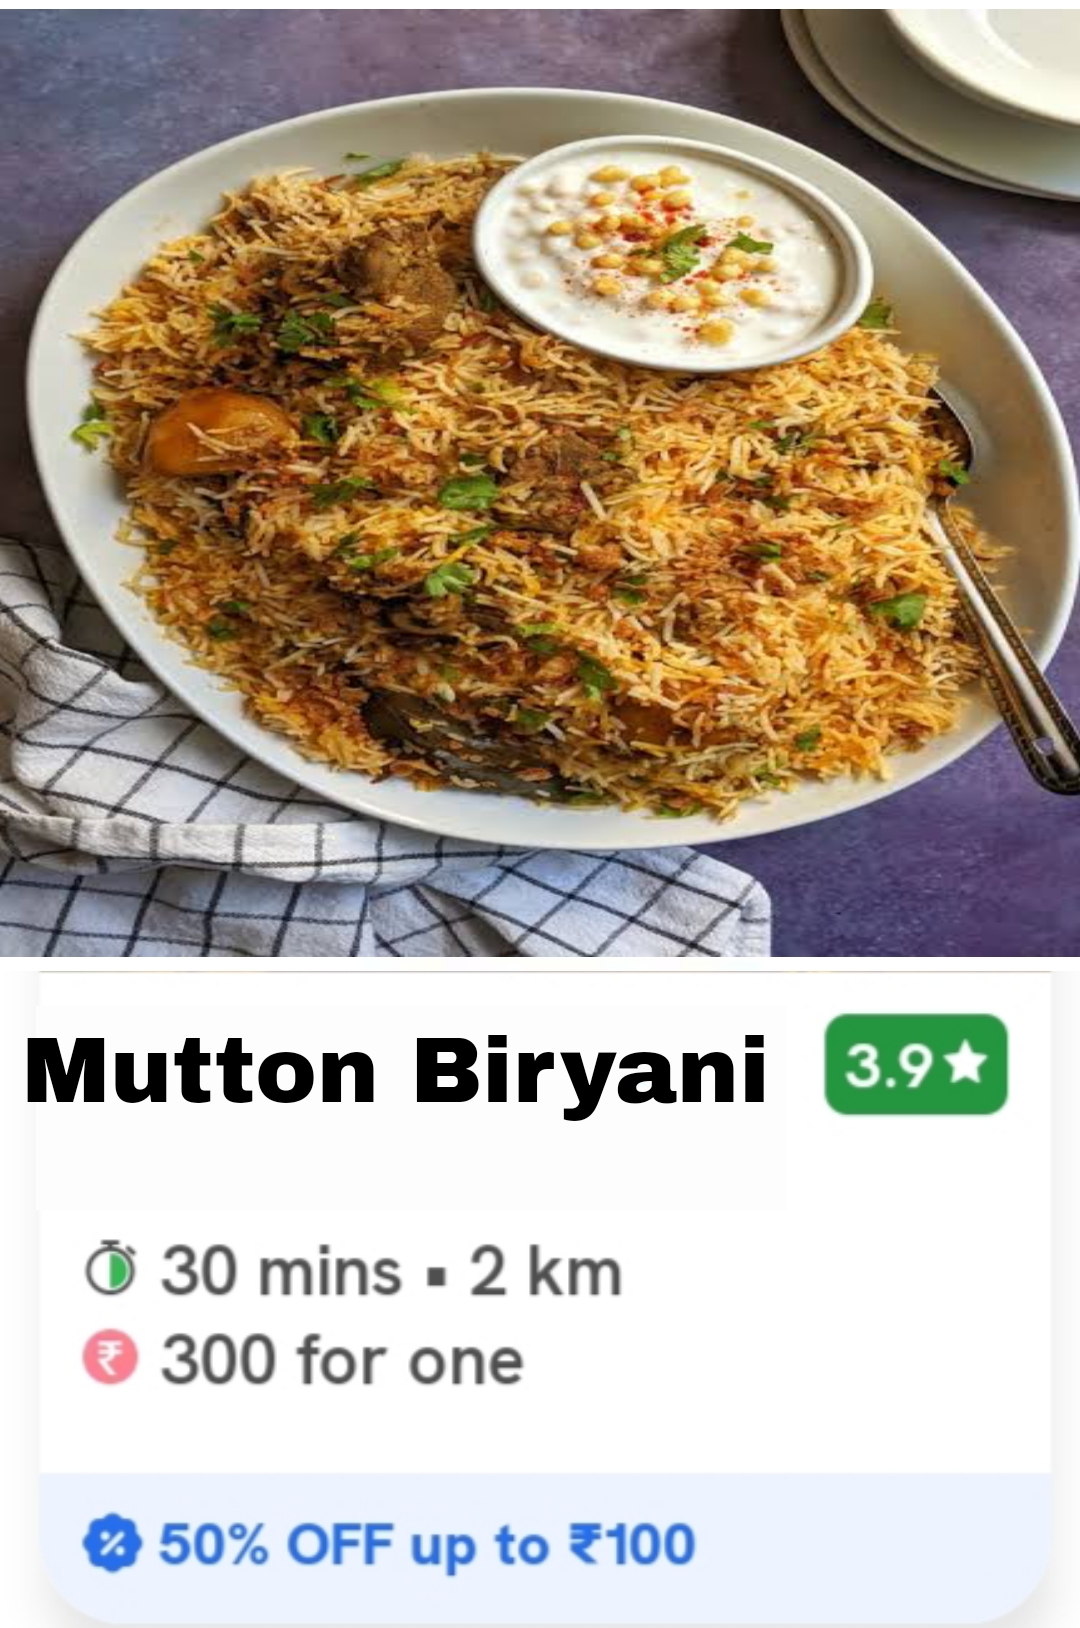 Mutton Biryani
3.9★
30 mins ▪ 2 km
₹ 300 for one
50% OFF up to ₹100